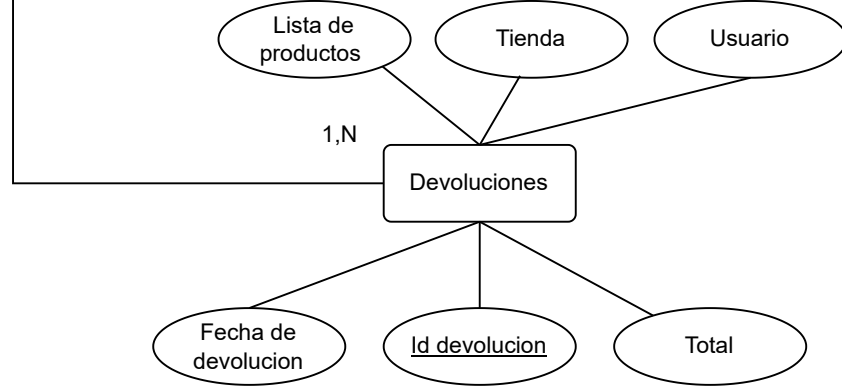 Lista de
productos
Tienda
Usuario
1,N
Devoluciones
Fecha de
devolucion
Id devolucion
Total